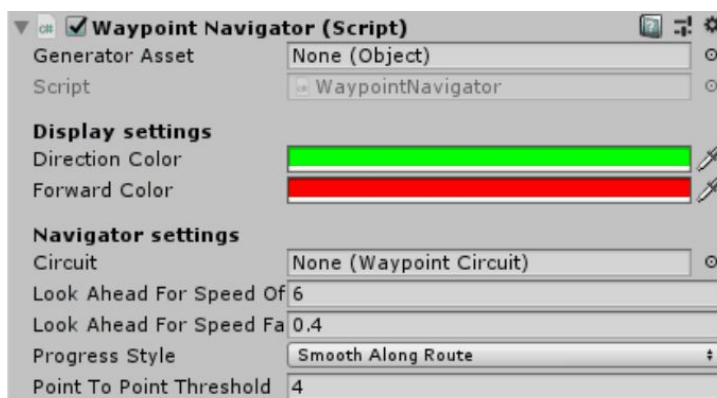 Waypoint Navigator (Script)
Generator Asset None (Object)
Script WaypointNavigator
Display settings
Direction Color
Forward Color
Navigator settings
Circuit None (Waypoint Circuit)
Look Ahead For Speed Of 6
Look Ahead For Speed Fa 0.4
Progress Style Smooth Along Route
Point To Point Threshold 4